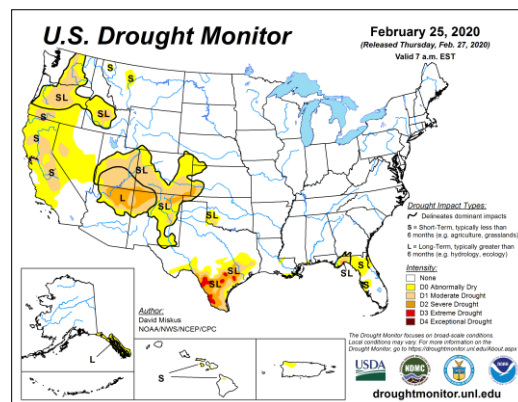 U.S. Drought Monitor
February 25, 2020
(Released Thursday, Feb. 27, 2020)
Valid 7 a.m. EST
S
S
SL
SL
S
S
S
SL
L
SL
SL
SL
SL
SL
SL
S
S
L
S
Drought Impact Types:
Delineates dominant impacts
S = Short-Term, typically less than
6 months (e.g. agriculture, grasslands)
L = Long-Term, typically greater than
6 months (e.g. hydrology, ecology)
Intensity:
None
D0 Abnormally Dry
D1 Moderate Drought
D2 Severe Drought
D3 Extreme Drought
D4 Exceptional Drought
Author:
David Miskus
NOAA/NWS/NCEP/CPC
The Drought Monitor focuses on broad-scale conditions.
Local conditions may vary. For more information on the
Drought Monitor, go to https://droughtmonitor.unl.edu/About.aspx
USDA
NDMC
NOAA
droughtmonitor.unl.edu